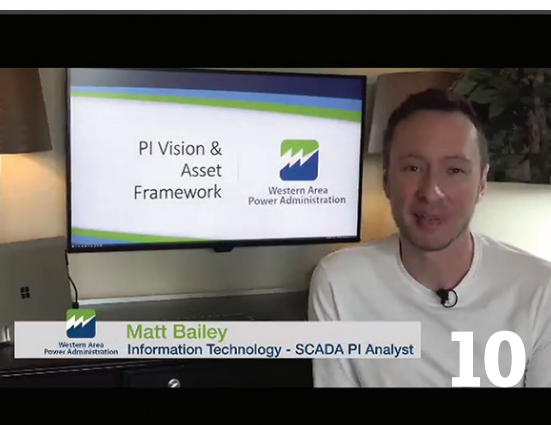 PI Vision &
Asset
Framework
Western Area
Power Administration
Western Area
Power Administration
Matt Bailey
Information Technology - SCADA PI Analyst
10